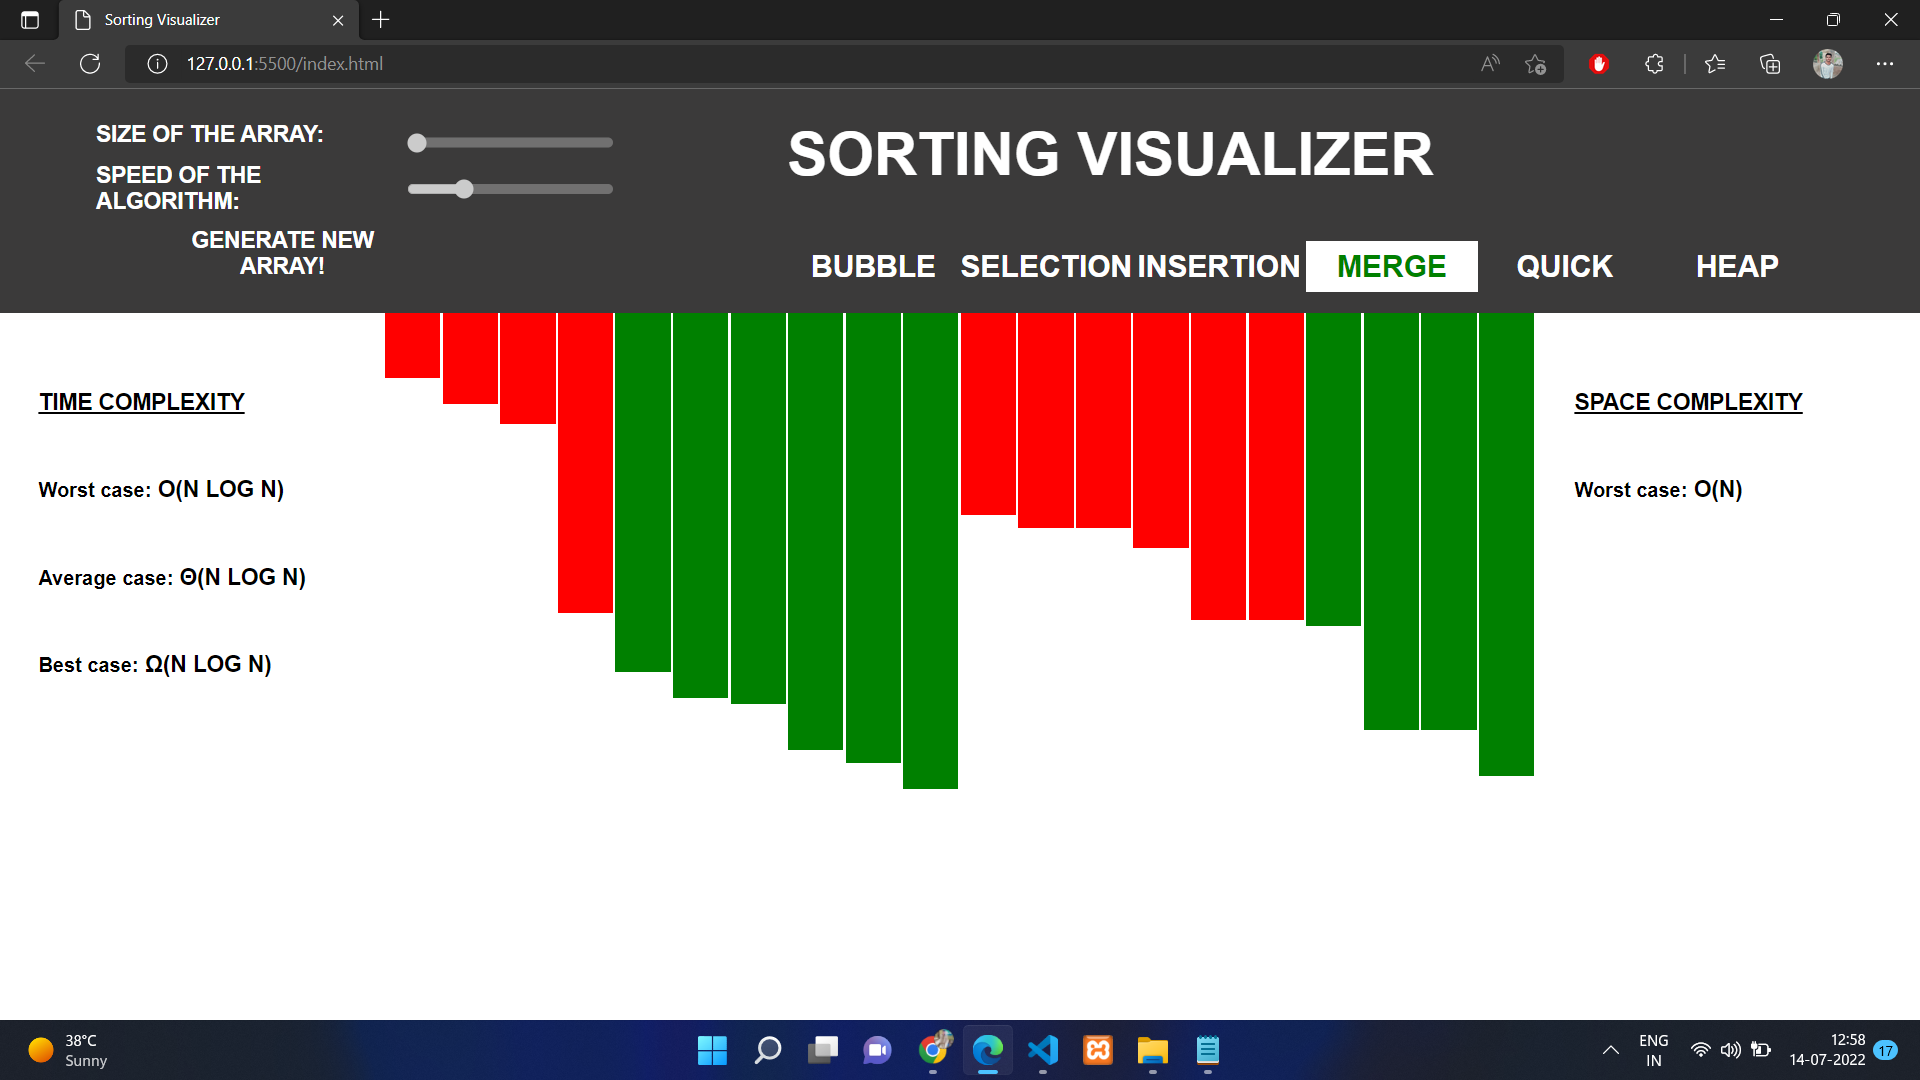 Sorting Visualizer
127.0.0.1:5500/index.html
SIZE OF THE ARRAY:
SPEED OF THE
ALGORITHM:
GENERATE NEW
ARRAY!
SORTING VISUALIZER
BUBBLE SELECTION INSERTION MERGE QUICK HEAP
TIME COMPLEXITY
Worst case: O(N LOG N)
Average case: Θ(N LOG N)
Best case: Ω(N LOG N)
SPACE COMPLEXITY
Worst case: O(N)
38°C
Sunny
ENG
IN
12:58
14-07-2022
17